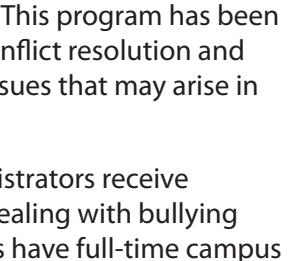 This program has been
nflict resolution and
sues that may arise in
istrators receive
ealing with bullying
s have full-time campus